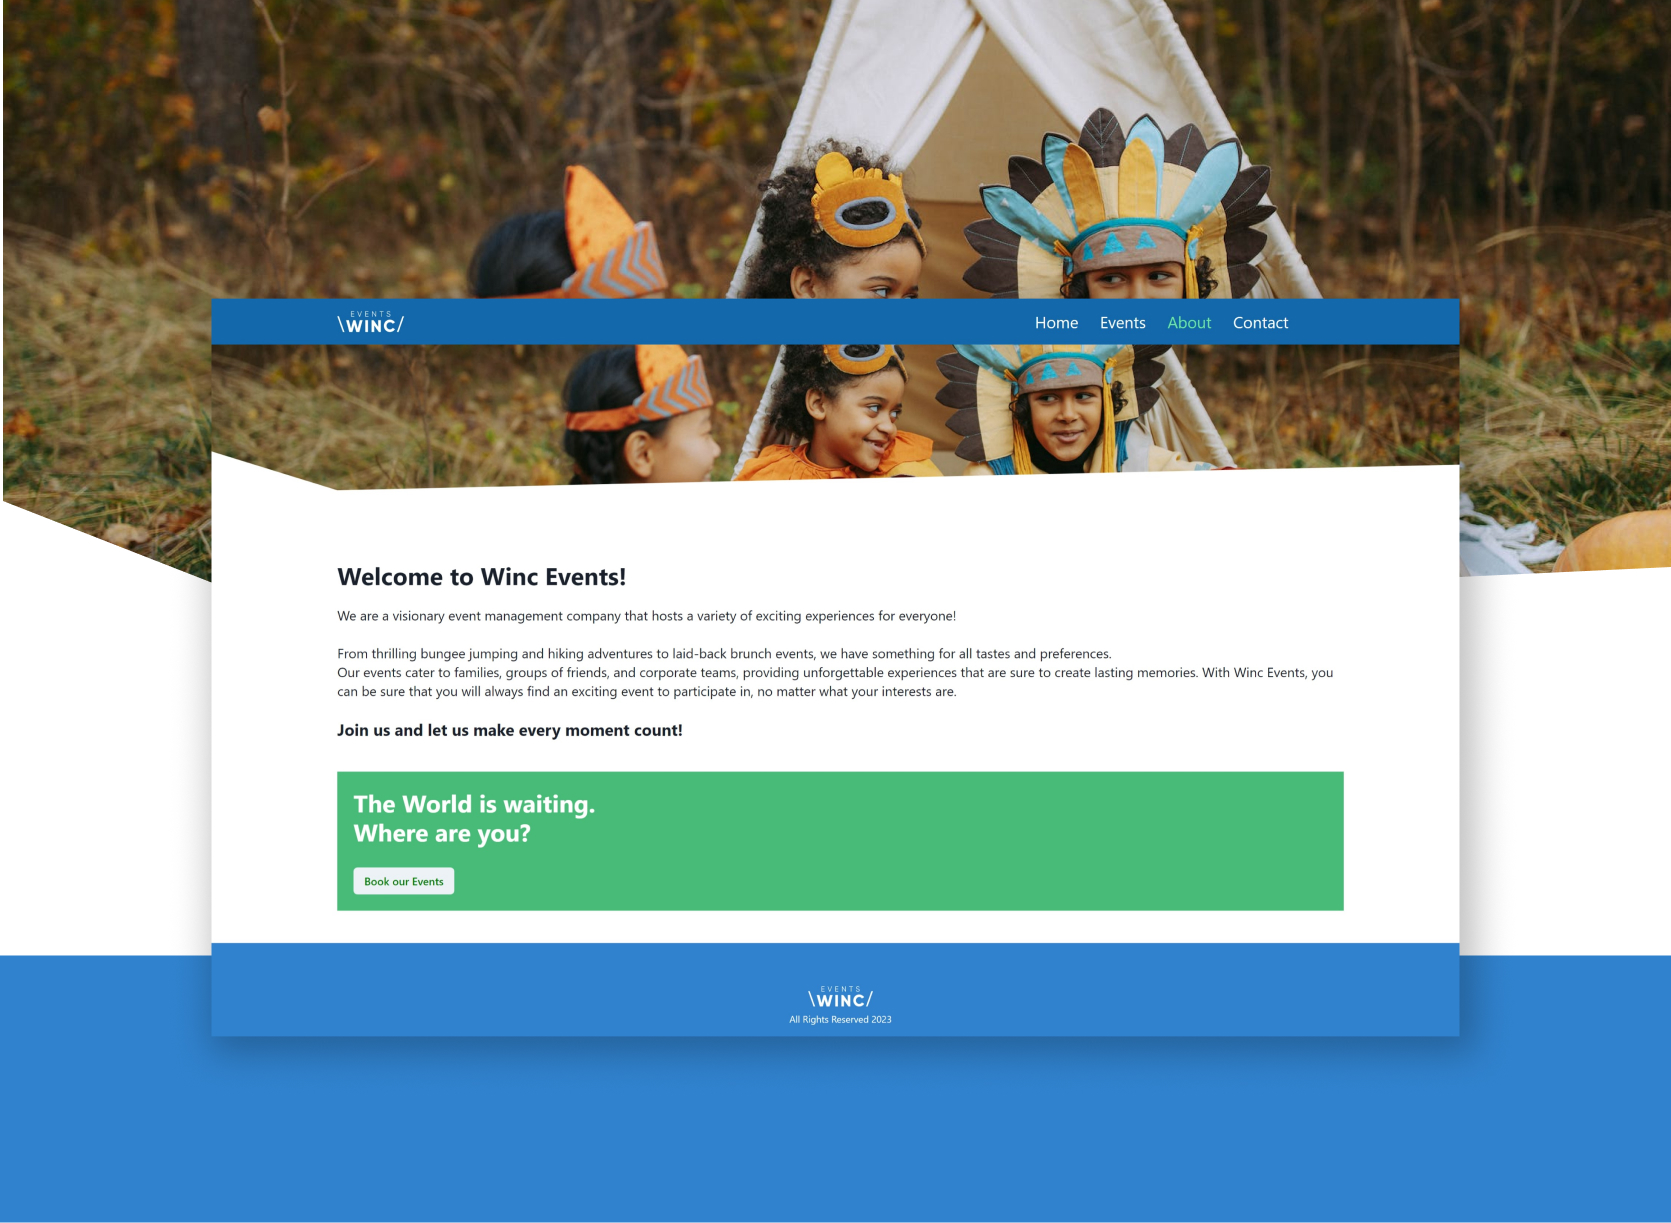 EVENTS
\WINC/
Home Events About Contact
Welcome to Winc Events!
We are a visionary event management company that hosts a variety of exciting experiences for everyone!
From thrilling bungee jumping and hiking adventures to laid-back brunch events, we have something for all tastes and preferences.
Our events cater to families, groups of friends, and corporate teams, providing unforgettable experiences that are sure to create lasting memories. With Winc Events, you
can be sure that you will always find an exciting event to participate in, no matter what your interests are.
Join us and let us make every moment count!
The World is waiting.
Where are you?
Book our Events
EVENTS
\WINC/
All Rights Reserved 2023